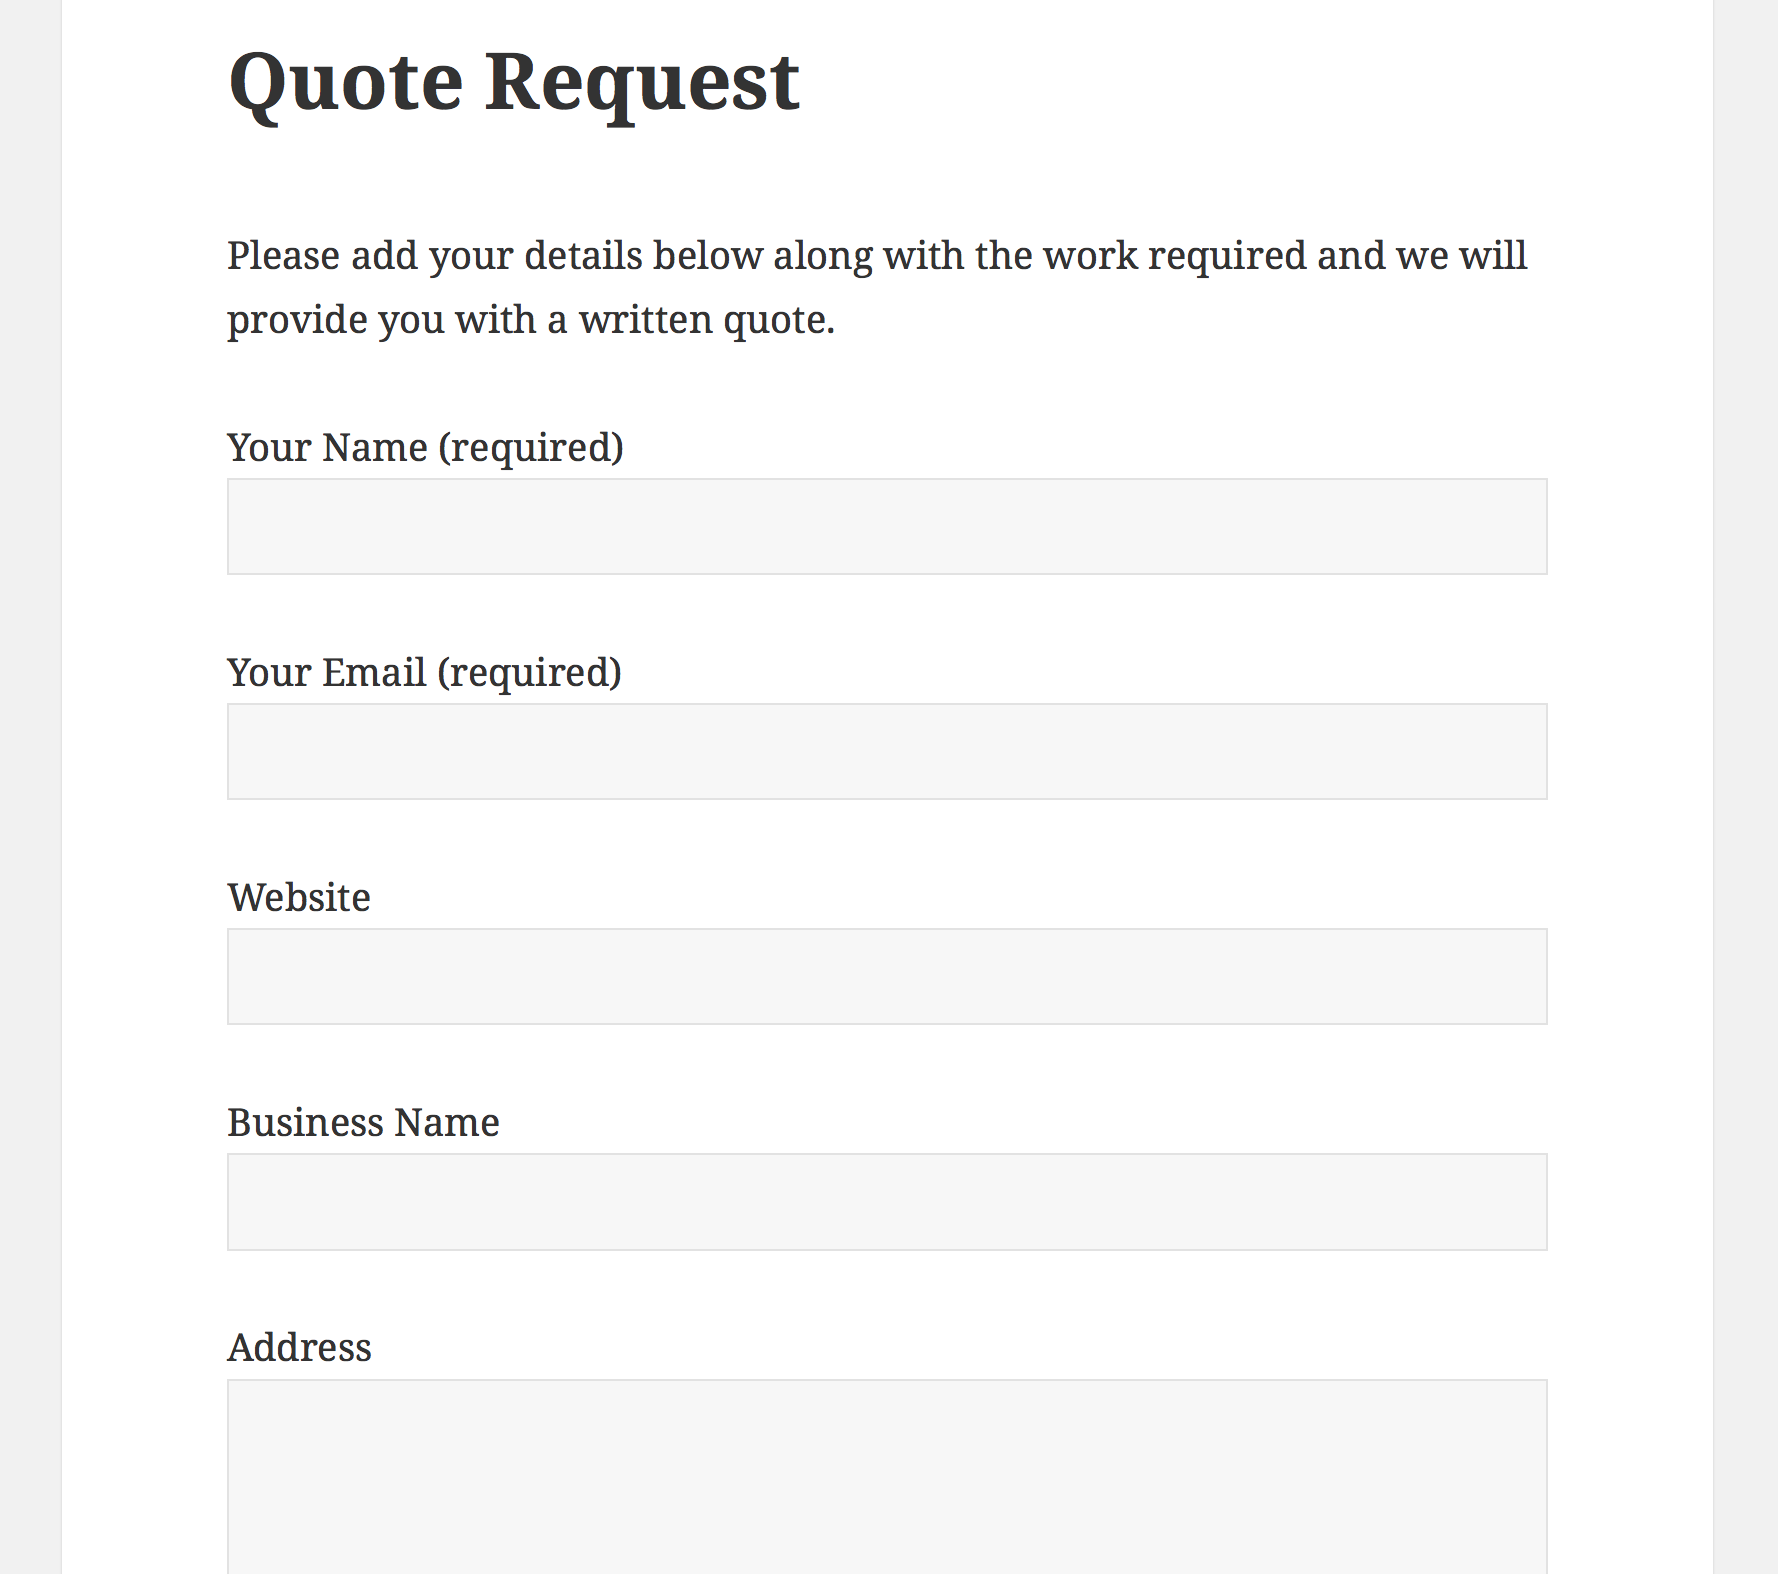 Quote Request
Please add your details below along with the work required and we will
provide you with a written quote.
Your Name (required)
Your Email (required)
Website
Business Name
Address